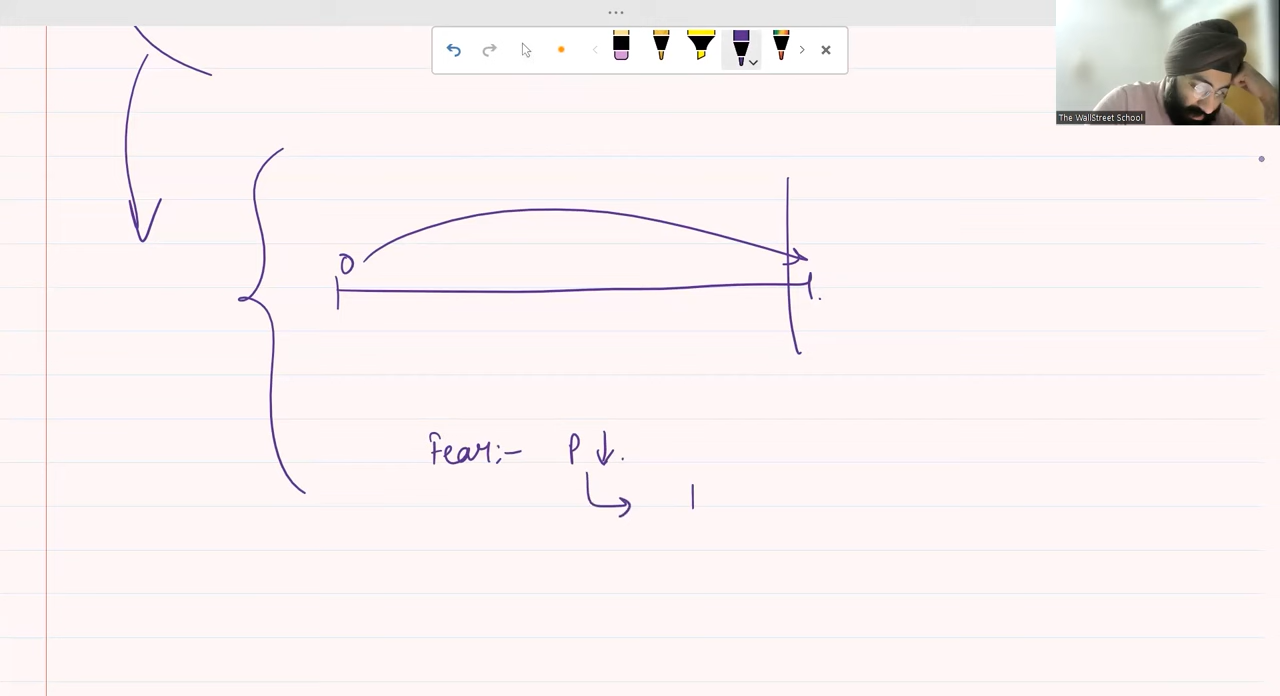 The WallStreet School
0
1.
Fear:- P ↓.